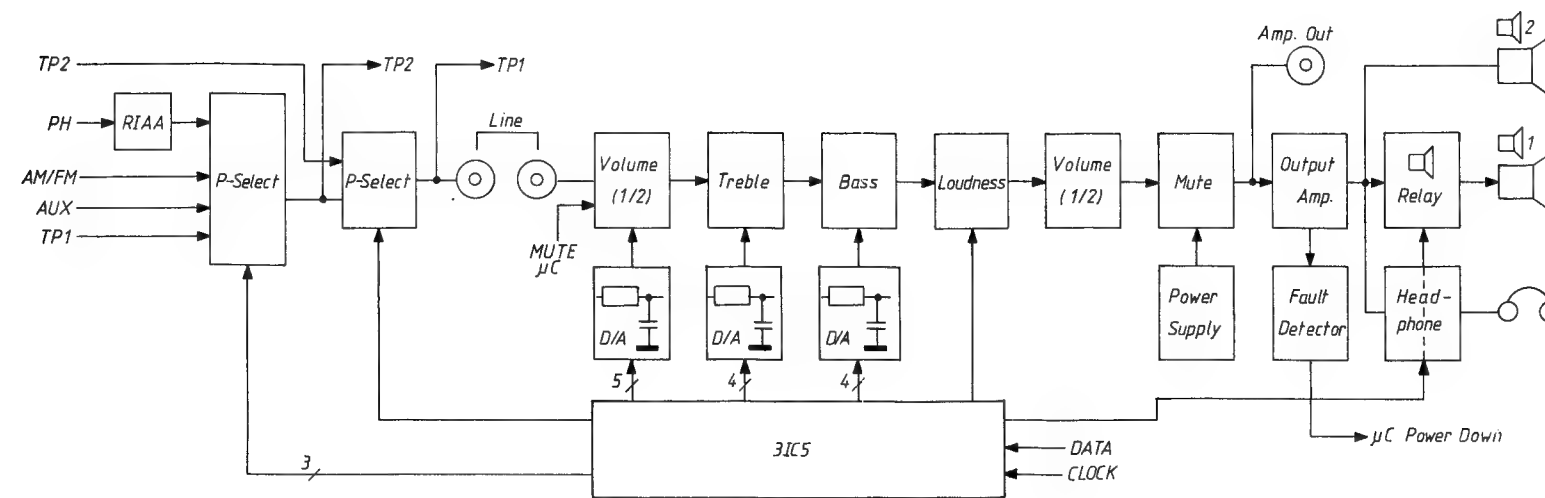 Amp. Out
2
TP2
TP2
TP1
PH
RIAA
Line
1
AM/FM
P-Select
P-Select
Volume
(1/2)
Treble
Bass
Loudness
Volume
(1/2)
Mute
Output
Amp.
Relay
AUX
TP1
MUTE
µC
D/A
D/A
D/A
Power
Supply
Fault
Detector
Head-
phone
5
4
4
3
3IC5
DATA
CLOCK
µC Power Down